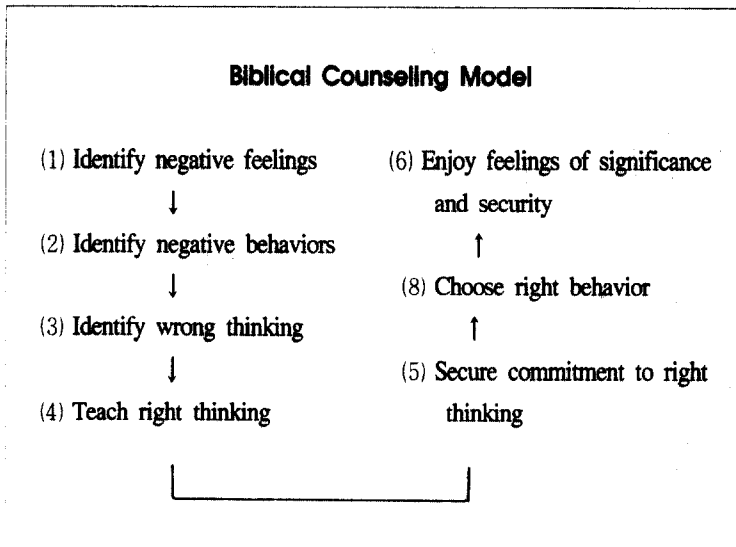 Biblical Counseling Model
(1) Identify negative feelings
↓
(2) Identify negative behaviors
↓
(3) Identify wrong thinking
↓
(4) Teach right thinking
(6) Enjoy feelings of significance
and security
↑
(8) Choose right behavior
↑
(5) Secure commitment to right
thinking